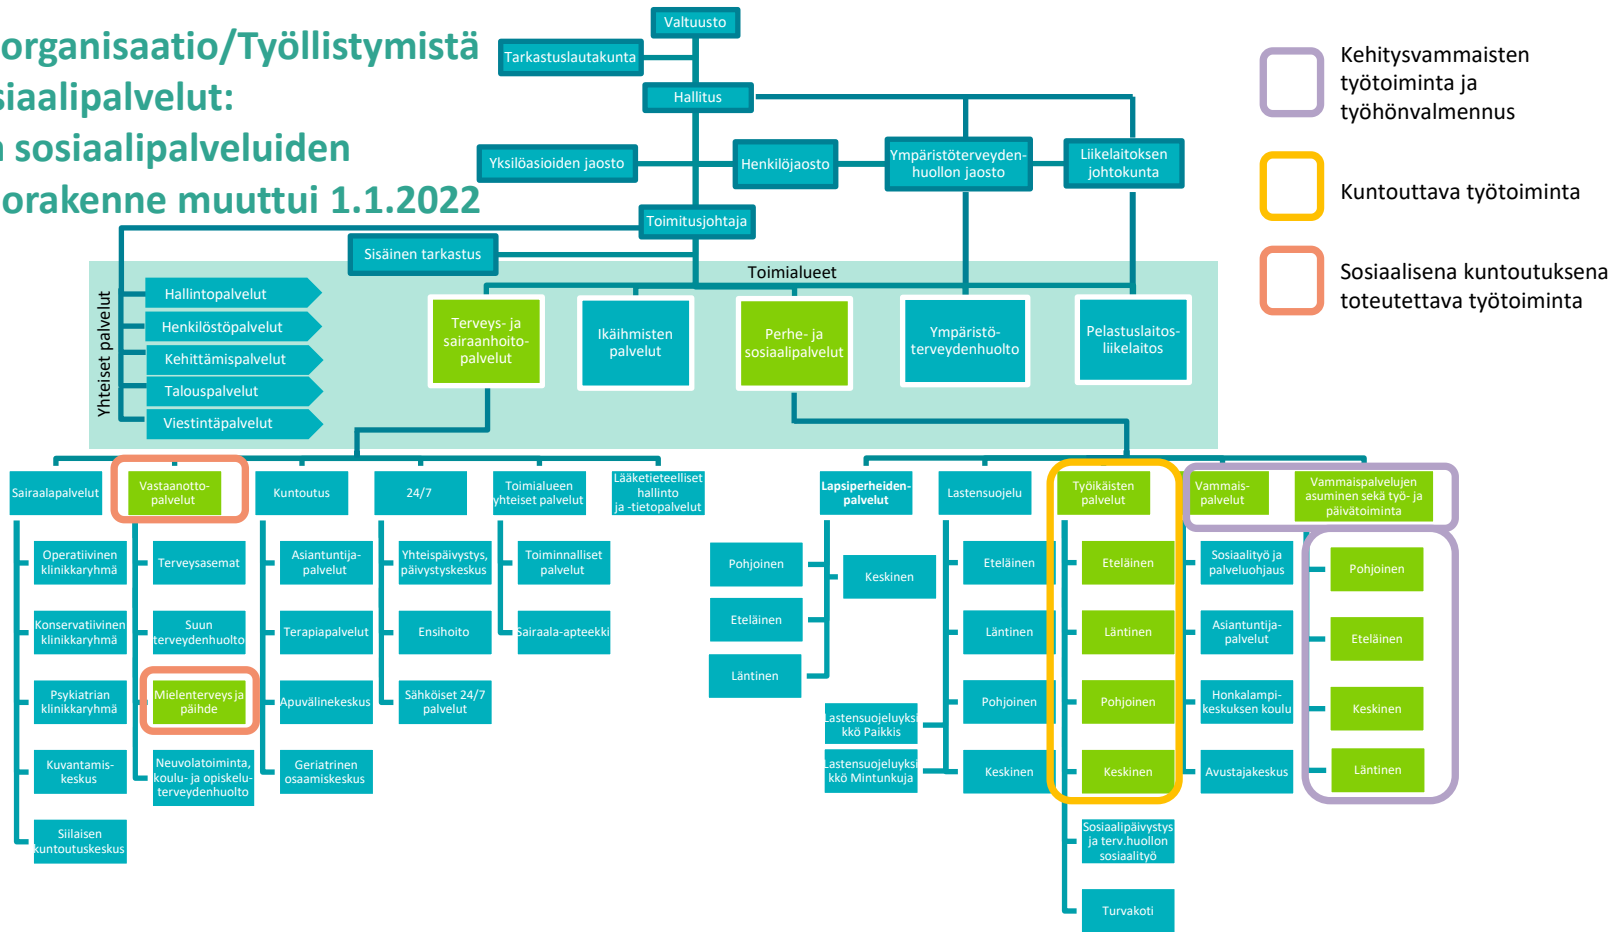 organisaatio/Työllistymistä
siaalipalvelut:
sosiaalipalveluiden
orakenne muuttui 1.1.2022
Valtuusto
Tarkastuslautakunta
Hallitus
Yksilöasioiden jaosto
Henkilöjaosto
Ympäristöterveyden-
huollon jaosto
Liikelaitoksen
johtokunta
Toimitusjohtaja
Sisäinen tarkastus
Kehitysvammaisten
työtoiminta ja
työhönvalmennus
Kuntouttava työtoiminta
Sosiaalisena kuntoutuksena
toteutettava työtoiminta
Toimialueet
Yhteiset palvelut
Hallintopalvelut
Henkilöstöpalvelut
Kehittämispalvelut
Talouspalvelut
Viestintäpalvelut
Terveys- ja
sairaanhoito-
palvelut
Ikäihmisten
palvelut
Perhe- ja
sosiaalipalvelut
Ympäristö-
terveydenhuolto
Pelastuslaitos-
liikelaitos
Sairaalapalvelut
Operatiivinen
klinikkaryhmä
Konservatiivinen
klinikkaryhmä
Psykiatrian
klinikkaryhmä
Kuvantamis-
keskus
Siilaisen
kuntoutuskeskus
Vastaanotto-
palvelut
Terveysasemat
Suun
terveydenhuolto
Mielenterveys ja
päihde
Neuvolatoiminta,
koulu- ja opiskelu-
terveydenhuolto
Kuntoutus
Asiantuntija-
palvelut
Terapiapalvelut
Apuvälinekeskus
Geriatrinen
osaamiskeskus
24/7
Yhteispäivystys,
päivystyskeskus
Ensihoito
Sähköiset 24/7
palvelut
Toimialueen
yhteiset palvelut
Toiminnalliset
palvelut
Sairaala-apteekki
Lääketieteelliset
hallinto
ja -tietopalvelut
Lapsiperheiden-
palvelut
Pohjoinen
Keskinen
Eteläinen
Läntinen
Lastensuojelu
Eteläinen
Läntinen
Pohjoinen
Keskinen
Lastensuojeluyksi
kkö Paikkis
Lastensuojeluyksi
kkö Mintunkuja
Työikäisten
palvelut
Eteläinen
Läntinen
Pohjoinen
Keskinen
Sosiaalipäivystys
ja terv.huollon
sosiaalityö
Turvakoti
Vammais-
palvelut
Sosiaalityö ja
palveluohjaus
Asiantuntija-
palvelut
Honkalampi-
keskuksen koulu
Avustajakeskus
Vammaispalvelujen
asuminen sekä työ- ja
päivätoiminta
Pohjoinen
Eteläinen
Keskinen
Läntinen